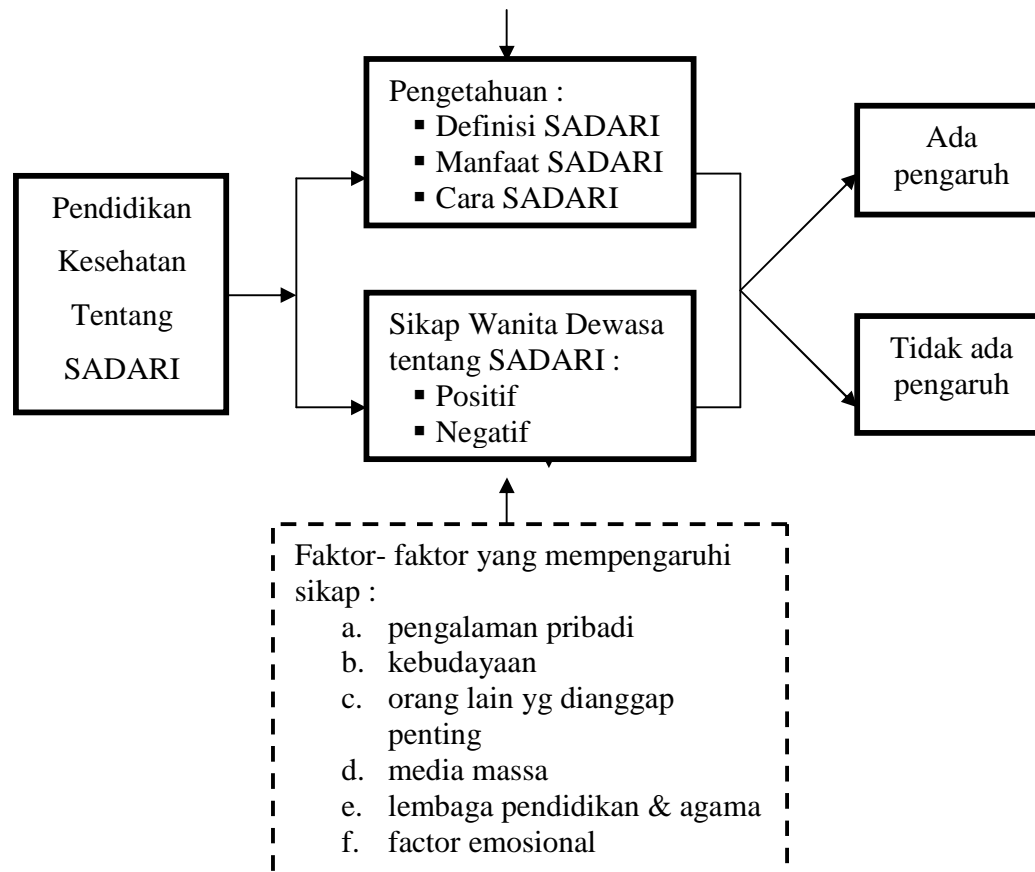 Pendidikan
Kesehatan
Tentang
SADARI
Pengetahuan :
▪ Definisi SADARI
▪ Manfaat SADARI
▪ Cara SADARI
Sikap Wanita Dewasa
tentang SADARI :
▪ Positif
▪ Negatif
Ada
pengaruh
Tidak ada
pengaruh
Faktor- faktor yang mempengaruhi
sikap :
a. pengalaman pribadi
b. kebudayaan
c. orang lain yg dianggap
penting
d. media massa
e. lembaga pendidikan & agama
f. factor emosional